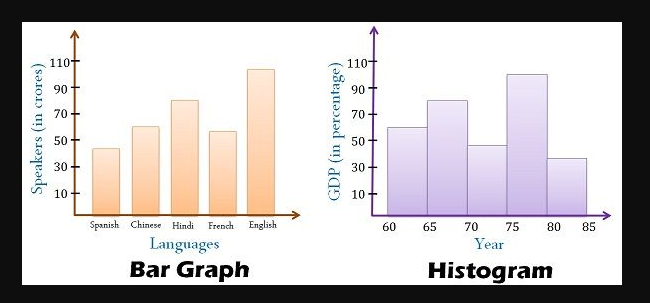 Speakers (in crores)
110
90
70
50
30
10
Spanish Chinese Hindi French English
Languages
Bar Graph
GDP (in percentage)
110
90
70
50
30
10
60 65 70 75 80 85
Year
Histogram